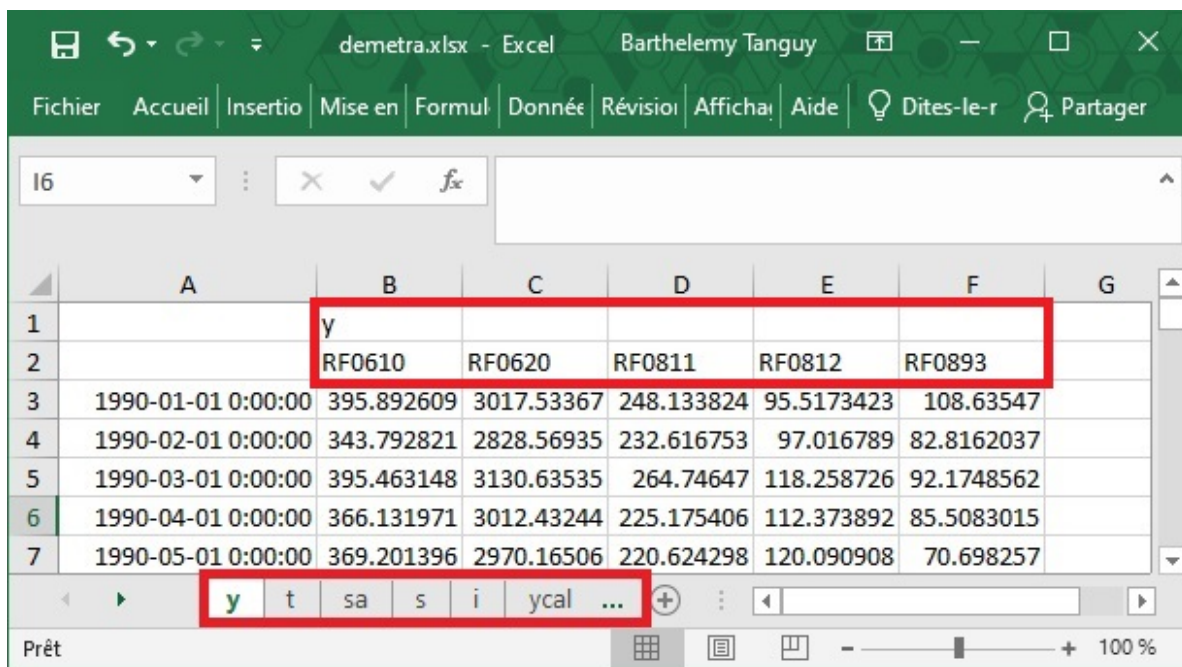 demetra.xlsx - Excel Barthelemy Tanguy
Fichier Accueil Insertio Mise en Formul Donnée Révisio Affichag Aide Dites-le-r Partager
I6 fx
A B C D E F G
1 y
2 RF0610 RF0620 RF0811 RF0812 RF0893
3 1990-01-01 0:00:00 395.892609 3017.53367 248.133824 95.5173423 108.63547
4 1990-02-01 0:00:00 343.792821 2828.56935 232.616753 97.016789 82.8162037
5 1990-03-01 0:00:00 395.463148 3130.63535 264.74647 118.258726 92.1748562
6 1990-04-01 0:00:00 366.131971 3012.43244 225.175406 112.373892 85.5083015
7 1990-05-01 0:00:00 369.201396 2970.16506 220.624298 120.090908 70.698257
y t sa s i ycal ...
Prêt 100 %